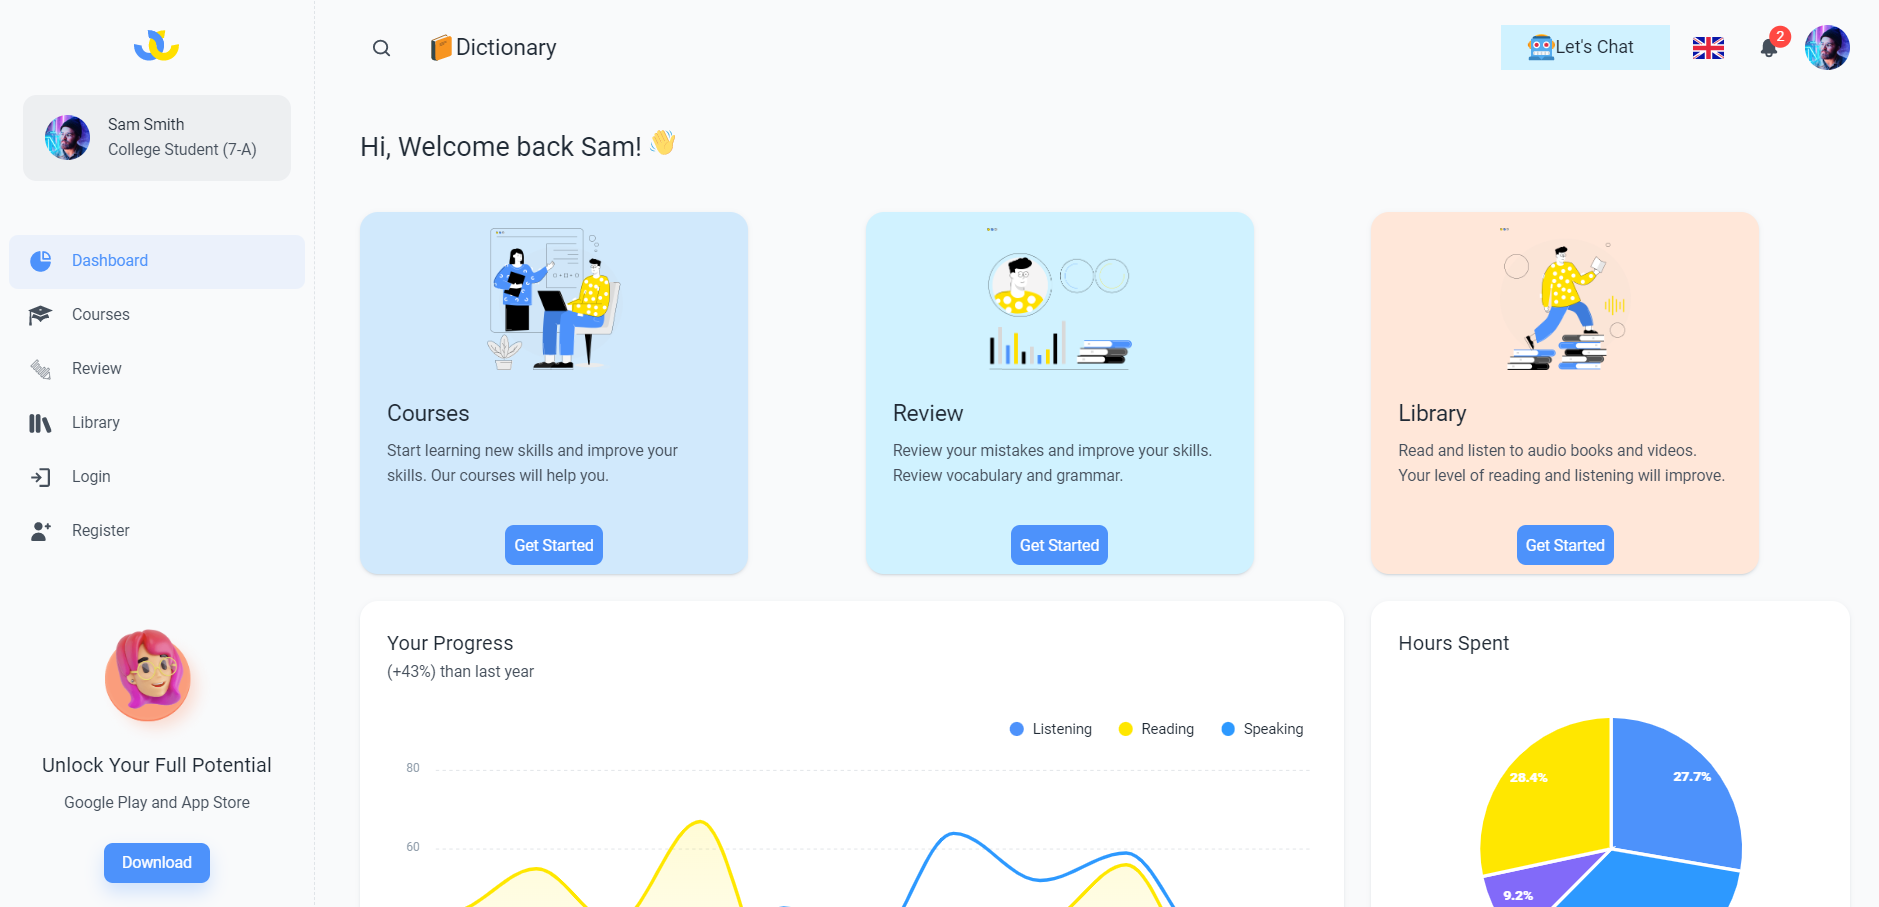 Dictionary
Let's Chat
2
Sam Smith
College Student (7-A)
Dashboard
Courses
Review
Library
Login
Register
Unlock Your Full Potential
Google Play and App Store
Download
Hi, Welcome back Sam!
Courses
Start learning new skills and improve your
skills. Our courses will help you.
Get Started
Review
Review your mistakes and improve your skills.
Review vocabulary and grammar.
Get Started
Library
Read and listen to audio books and videos.
Your level of reading and listening will improve.
Get Started
Your Progress
(+43%) than last year
Listening
Reading
Speaking
80
60
Hours Spent
28.4%
27.7%
9.2%